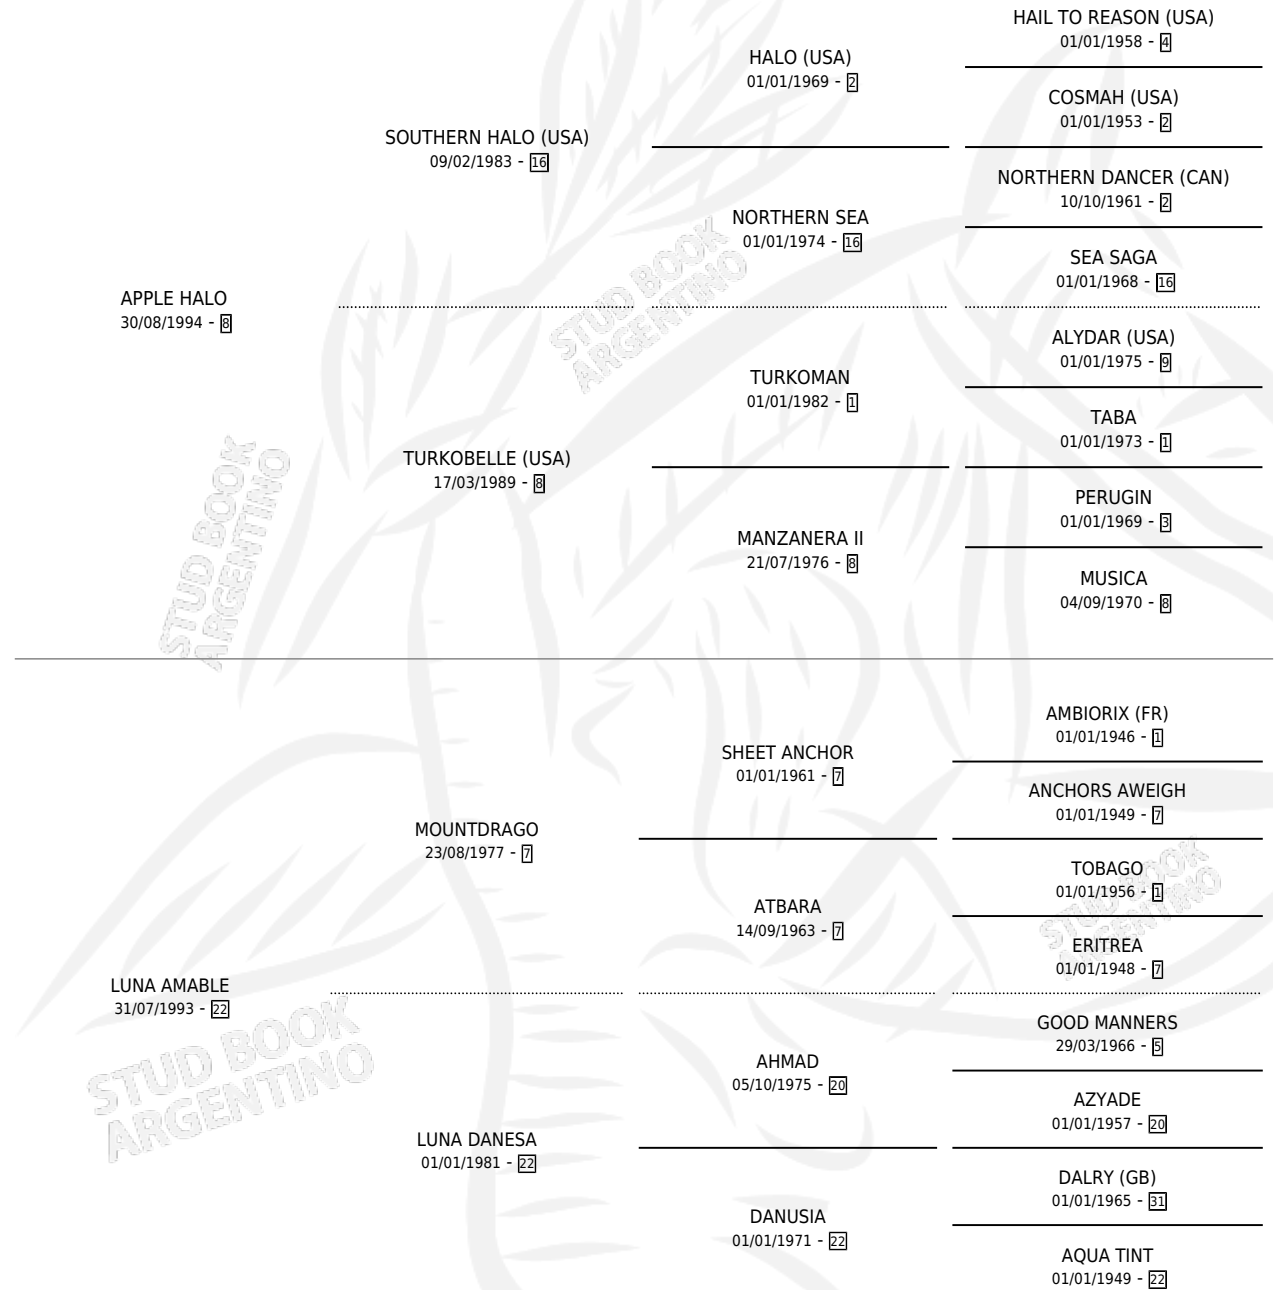 HAIL TO REASON (USA)
01/01/1958 - 4
HALO (USA)
01/01/1969 - 2
COSMAH (USA)
01/01/1953 - 2
SOUTHERN HALO (USA)
09/02/1983 - 16
NORTHERN DANCER (CAN)
10/10/1961 - 2
NORTHERN SEA
01/01/1974 - 16
SEA SAGA
01/01/1968 - 16
APPLE HALO
30/08/1994 - 8
STUD BOOK
ARGENTINO
ALYDAR (USA)
01/01/1975 - 9
TURKOMAN
01/01/1982 - 1
TABA
01/01/1973 - 1
TURKOBELLE (USA)
17/03/1989 - 8
PERUGIN
01/01/1969 - 3
MANZANERA II
21/07/1976 - 8
MUSICA
04/09/1970 - 8
STUD BOOK
ARGENTINO
AMBIORIX (FR)
01/01/1946 - 1
SHEET ANCHOR
01/01/1961 - 7
ANCHORS AWEIGH
01/01/1949 - 7
MOUNTDRAGO
23/08/1977 - 7
TOBAGO
01/01/1956 - 1
ATBARA
14/09/1963 - 7
STUD BOOK
ARGENTINO
ERITREA
01/01/1948 - 7
LUNA AMABLE
31/07/1993 - 22
GOOD MANNERS
29/03/1966 - 5
AHMAD
05/10/1975 - 20
AZYADE
01/01/1957 - 20
STUD BOOK
ARGENTINO
LUNA DANESA
01/01/1981 - 22
DALRY (GB)
01/01/1965 - 31
DANUSIA
01/01/1971 - 22
AQUA TINT
01/01/1949 - 22